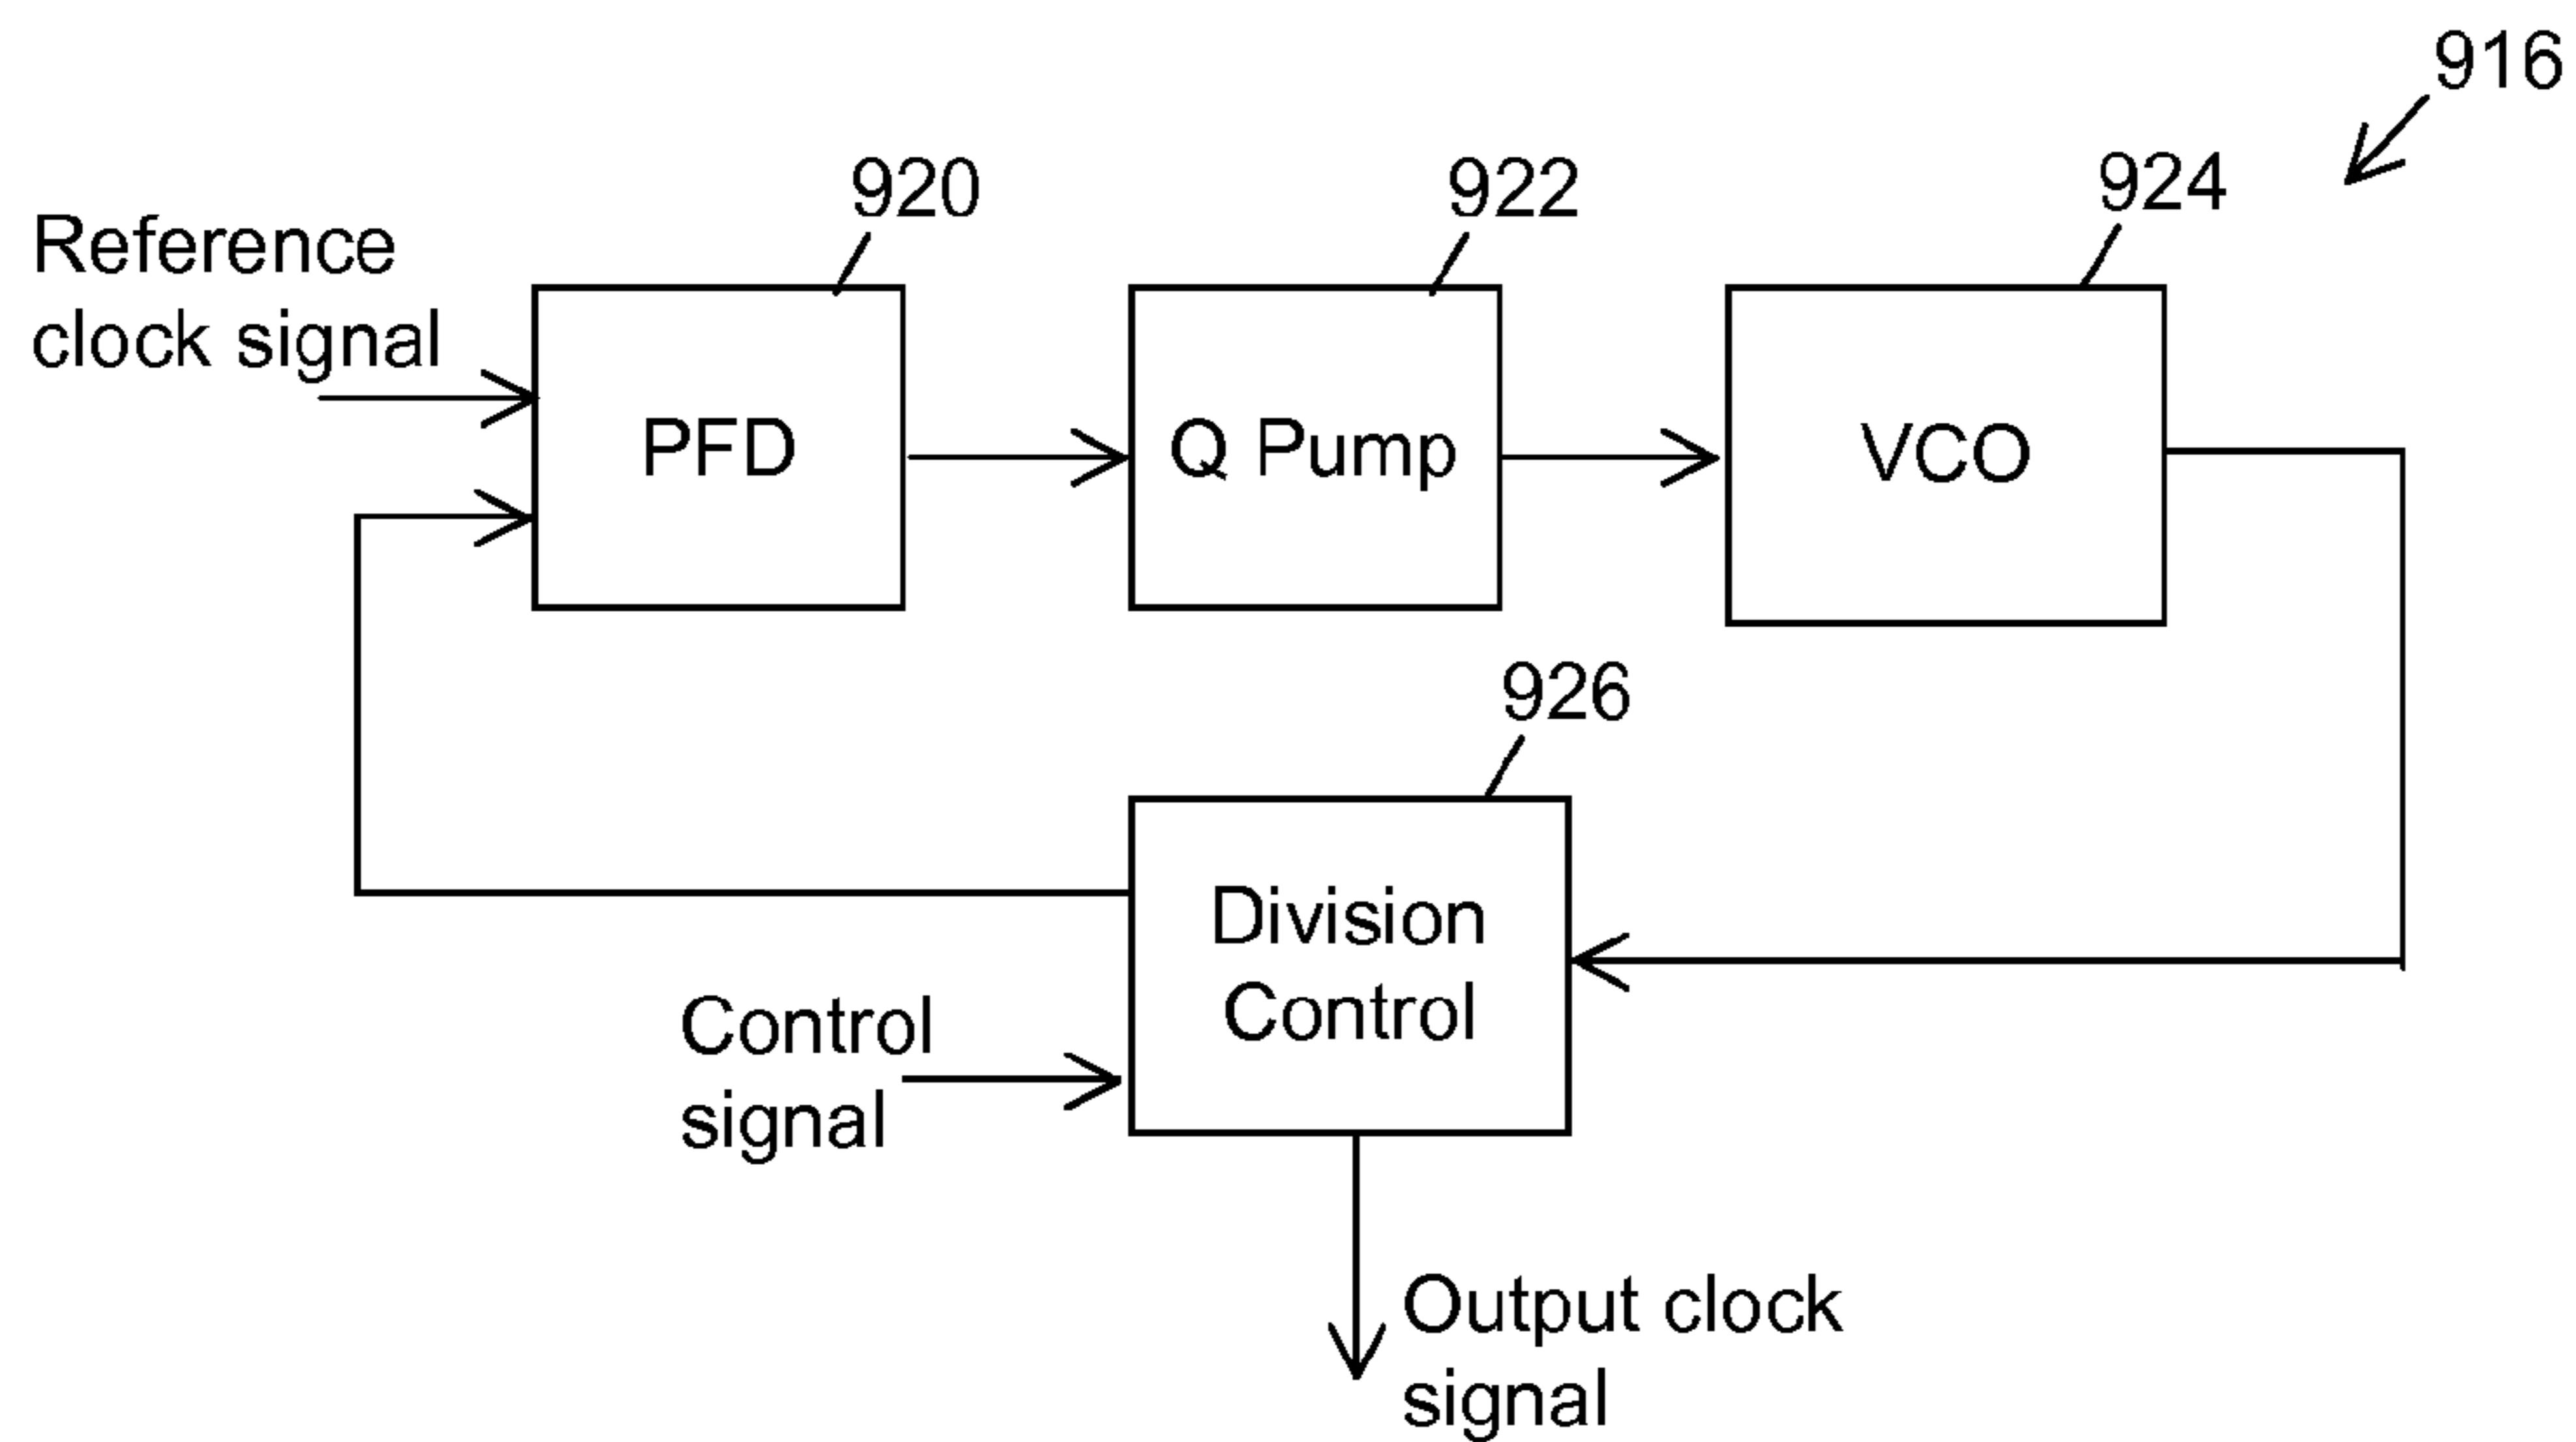 916
920
922
924
Reference
clock signal
PFD
Q Pump
VCO
926
Division
Control
Control
signal
Output clock
signal